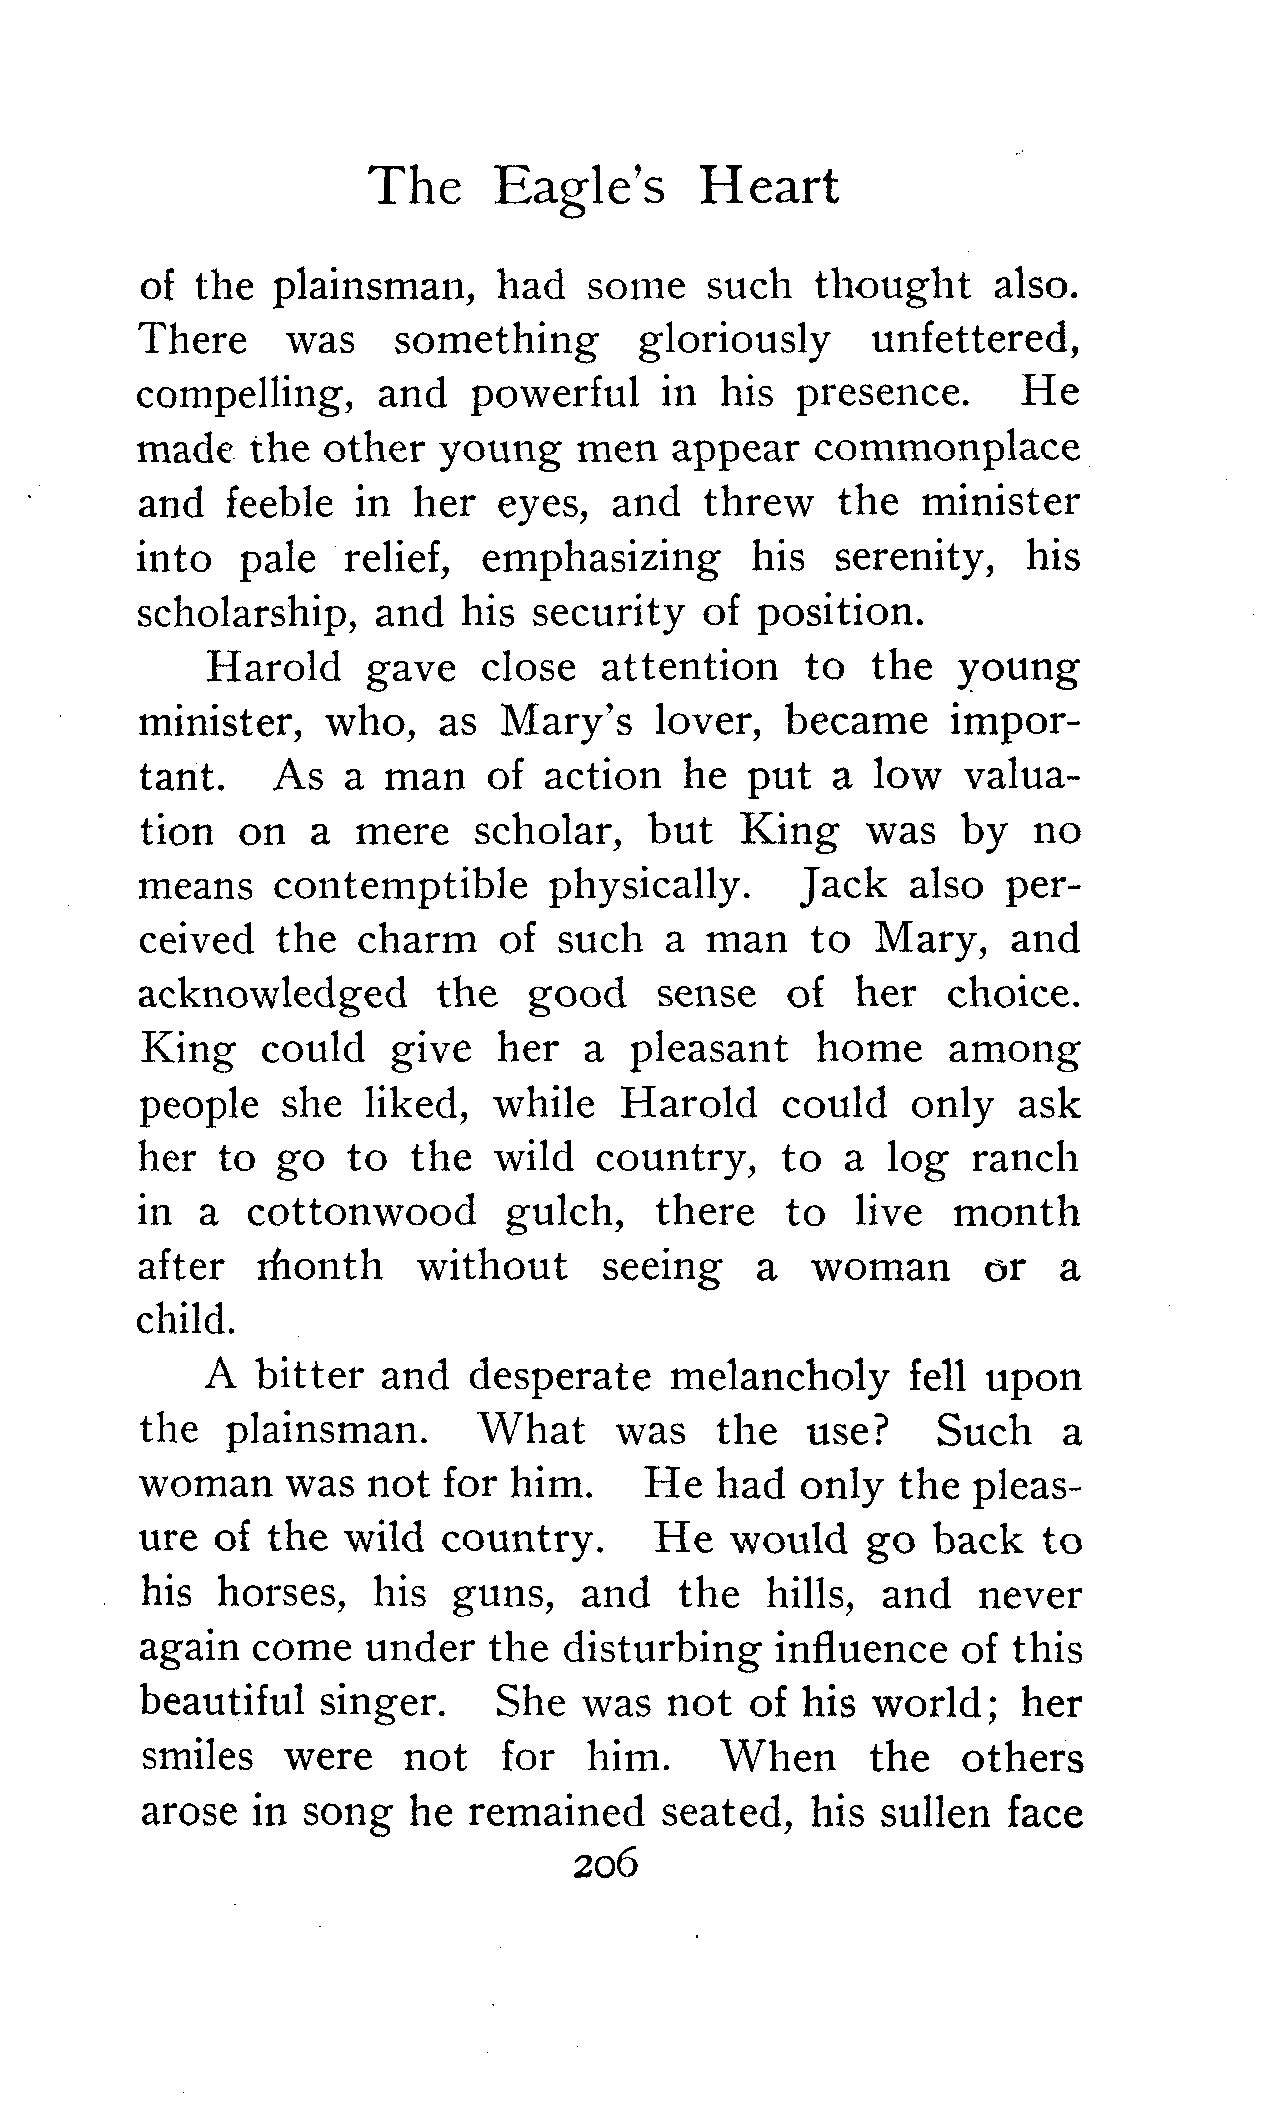 The Eagle's Heart
of the plainsman, had some such thought also.
There was something gloriously unfettered,
compelling, and powerful in his presence. He
made the other young men appear commonplace
and feeble in her eyes, and threw the minister
into pale relief, emphasizing his serenity, his
scholarship, and his security of position.
Harold gave close attention to the young
minister, who, as Mary's lover, became impor-
tant. As a man of action he put a low valua-
tion on a mere scholar, but King was by no
means contemptible physically. Jack also per-
ceived the charm of such a man to Mary, and
acknowledged the good sense of her choice.
King could give her a pleasant home among
people she liked, while Harold could only ask
her to go to the wild country, to a log ranch
in a cottonwood gulch, there to live month
after month without seeing a woman or a
child.
A bitter and desperate melancholy fell upon
the plainsman. What was the use? Such a
woman was not for him. He had only the pleas-
ure of the wild country. He would go back to
his horses, his guns, and the hills, and never
again come under the disturbing influence of this
beautiful singer. She was not of his world; her
smiles were not for him. When the others
arose in song he remained seated, his sullen face
206